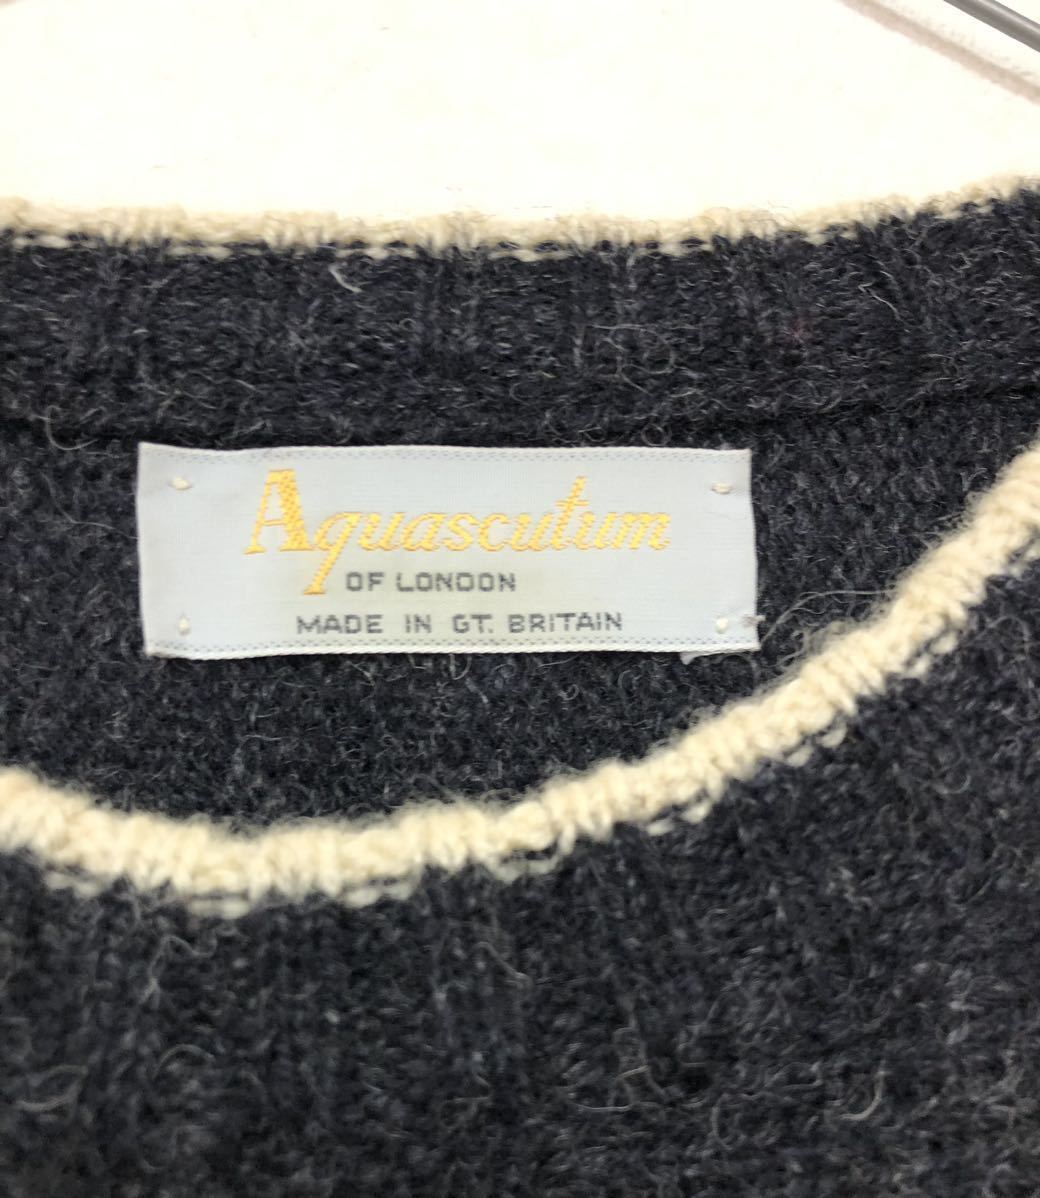 Aquascutum
OF LONDON
MADE IN GT. BRITAIN